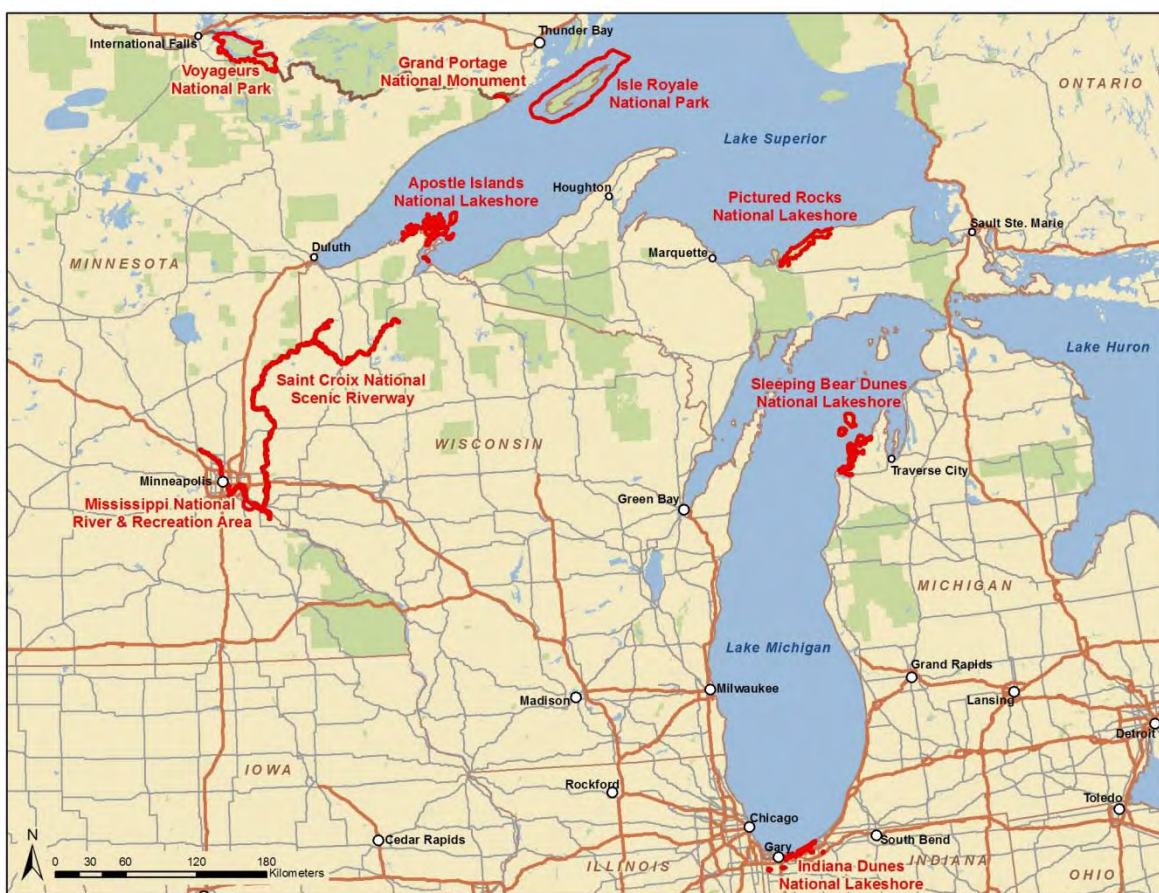 Thunder Bay
International Falls
Voyageurs
National Park
Grand Portage
National Monument
Isle Royale
National Park
ONTARIO
Lake Superior
Apostle Islands
National Lakeshore
Houghton
Pictured Rocks
National Lakeshore
Sault Ste. Marie
Duluth
MINNESOTA
Marquette
Lake Huron
Saint Croix National
Scenic Riverway
Sleeping Bear Dunes
National Lakeshore
WISCONSIN
Traverse City
Minneapolis
Mississippi National
River & Recreation Area
Green Bay
MICHIGAN
Lake Michigan
Grand Rapids
Madison
Milwaukee
Lansing
Detroit
IOWA
Rockford
Toledo
Chicago
Cedar Rapids
South Bend
Gary
ILLINOIS
INDIANA
Indiana Dunes
National Lakeshore
OHIO
N
0 30 60 120 180
Kilometers